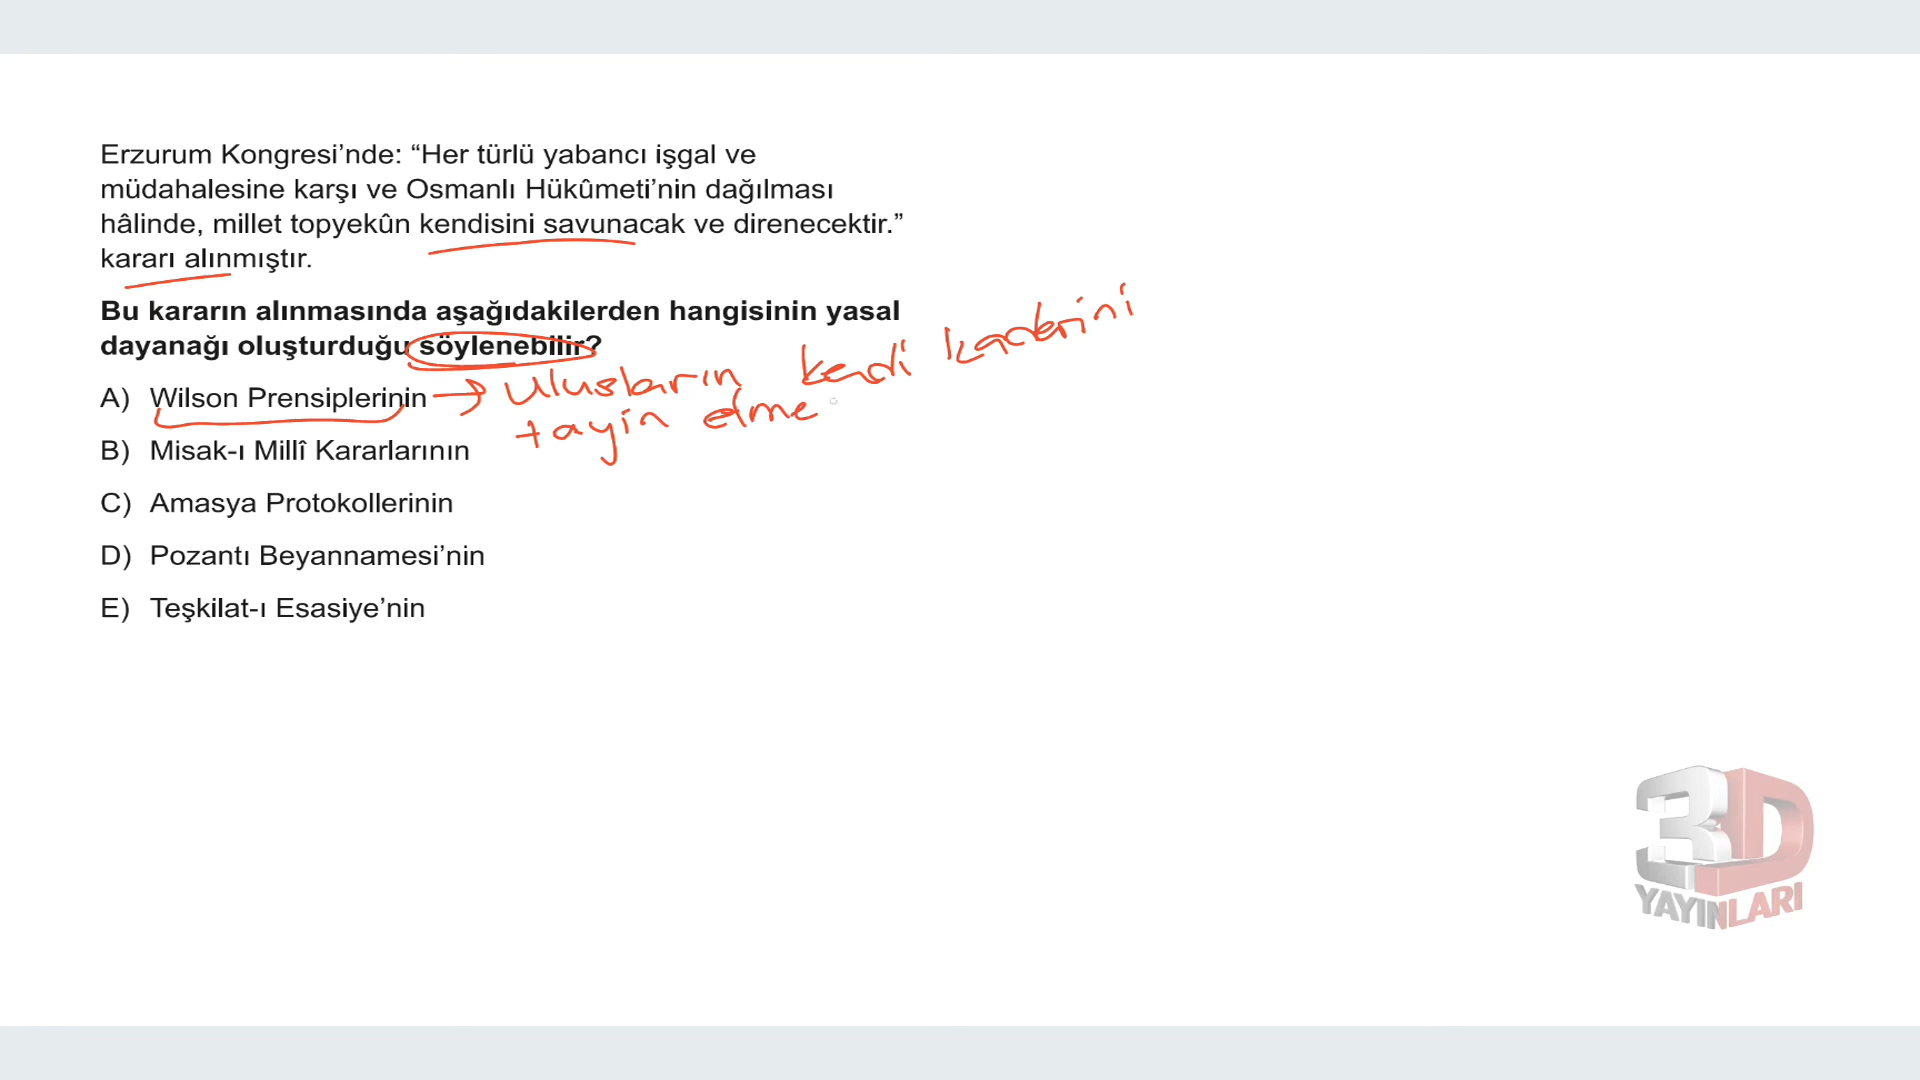 Erzurum Kongresi’nde: “Her türlü yabancı işgal ve
müdahalesine karşı ve Osmanlı Hükûmeti’nin dağılması
hâlinde, millet topyekûn kendisini savunacak ve direnecektir.”
kararı alınmıştır.
Bu kararın alınmasında aşağıdakilerden hangisinin yasal
dayanağı oluşturduğu söylenebilir?
A) Wilson Prensiplerinin → Ulusların kendi kaderini
tayin etme
B) Misak-ı Millî Kararlarının
C) Amasya Protokollerinin
D) Pozantı Beyannamesi’nin
E) Teşkilat-ı Esasiye’nin
3D
YAYINLARI